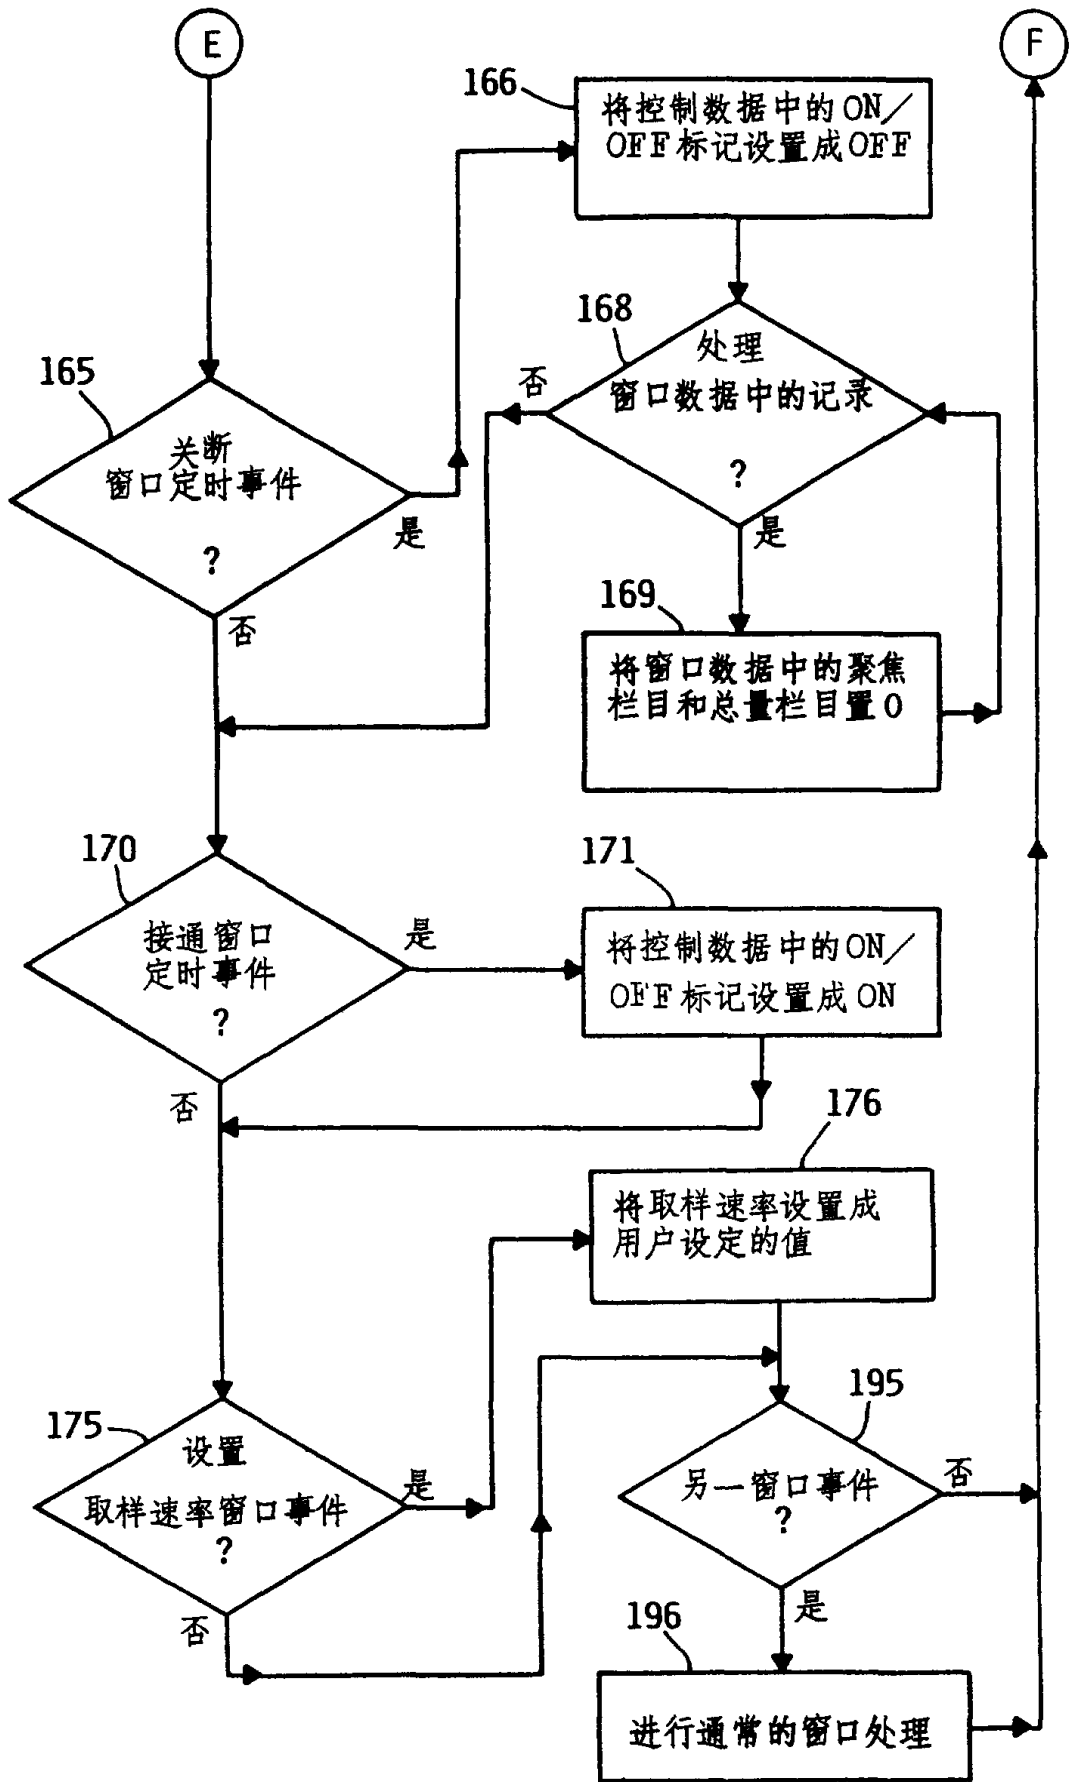 E
F
166
将控制数据中的ON/
OFF标记设置成OFF
168
处理
窗口数据中的记录
?
否
是
165
关断
窗口定时事件
?
是
否
169
将窗口数据中的聚焦
栏目和总量栏目置0
170
接通窗口
定时事件
?
是
否
171
将控制数据中的ON/
OFF标记设置成ON
176
将取样速率设置成
用户设定的值
175
设置
取样速率窗口事件
?
是
否
195
另一窗口事件
?
否
是
196
进行通常的窗口处理